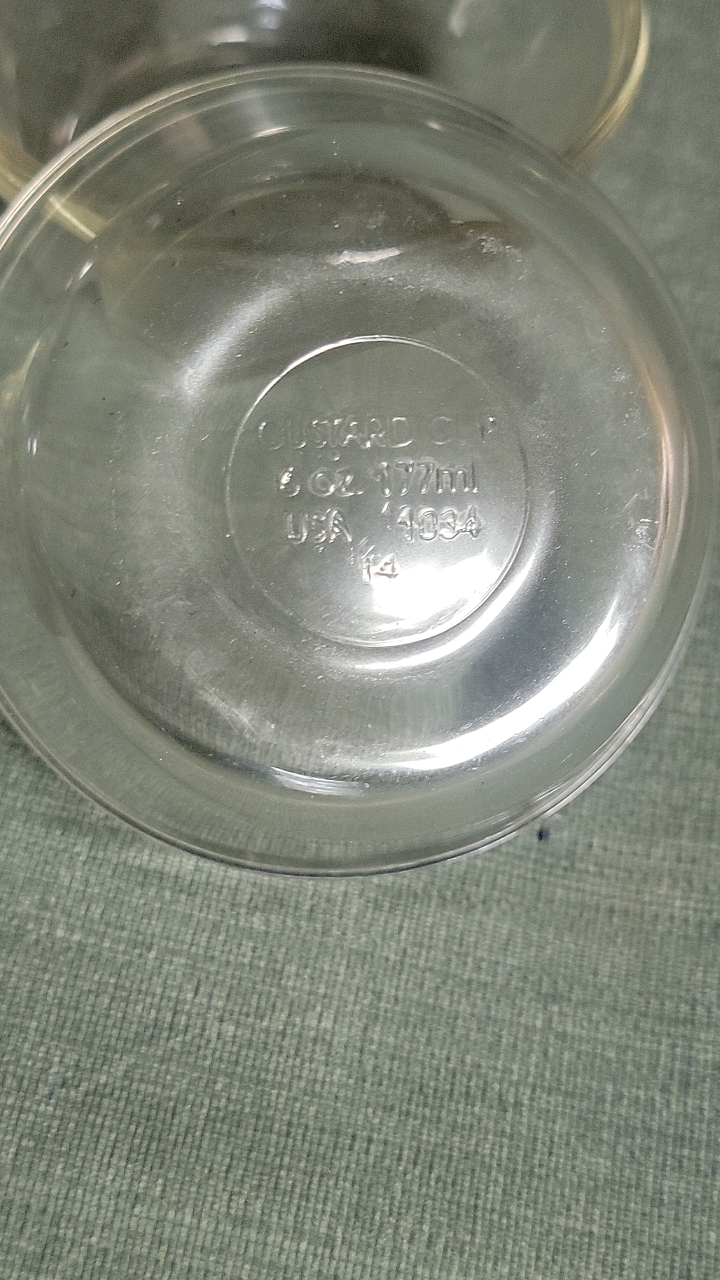 CUSTARD CUP
6 OZ. 177ml
USA 1034
14